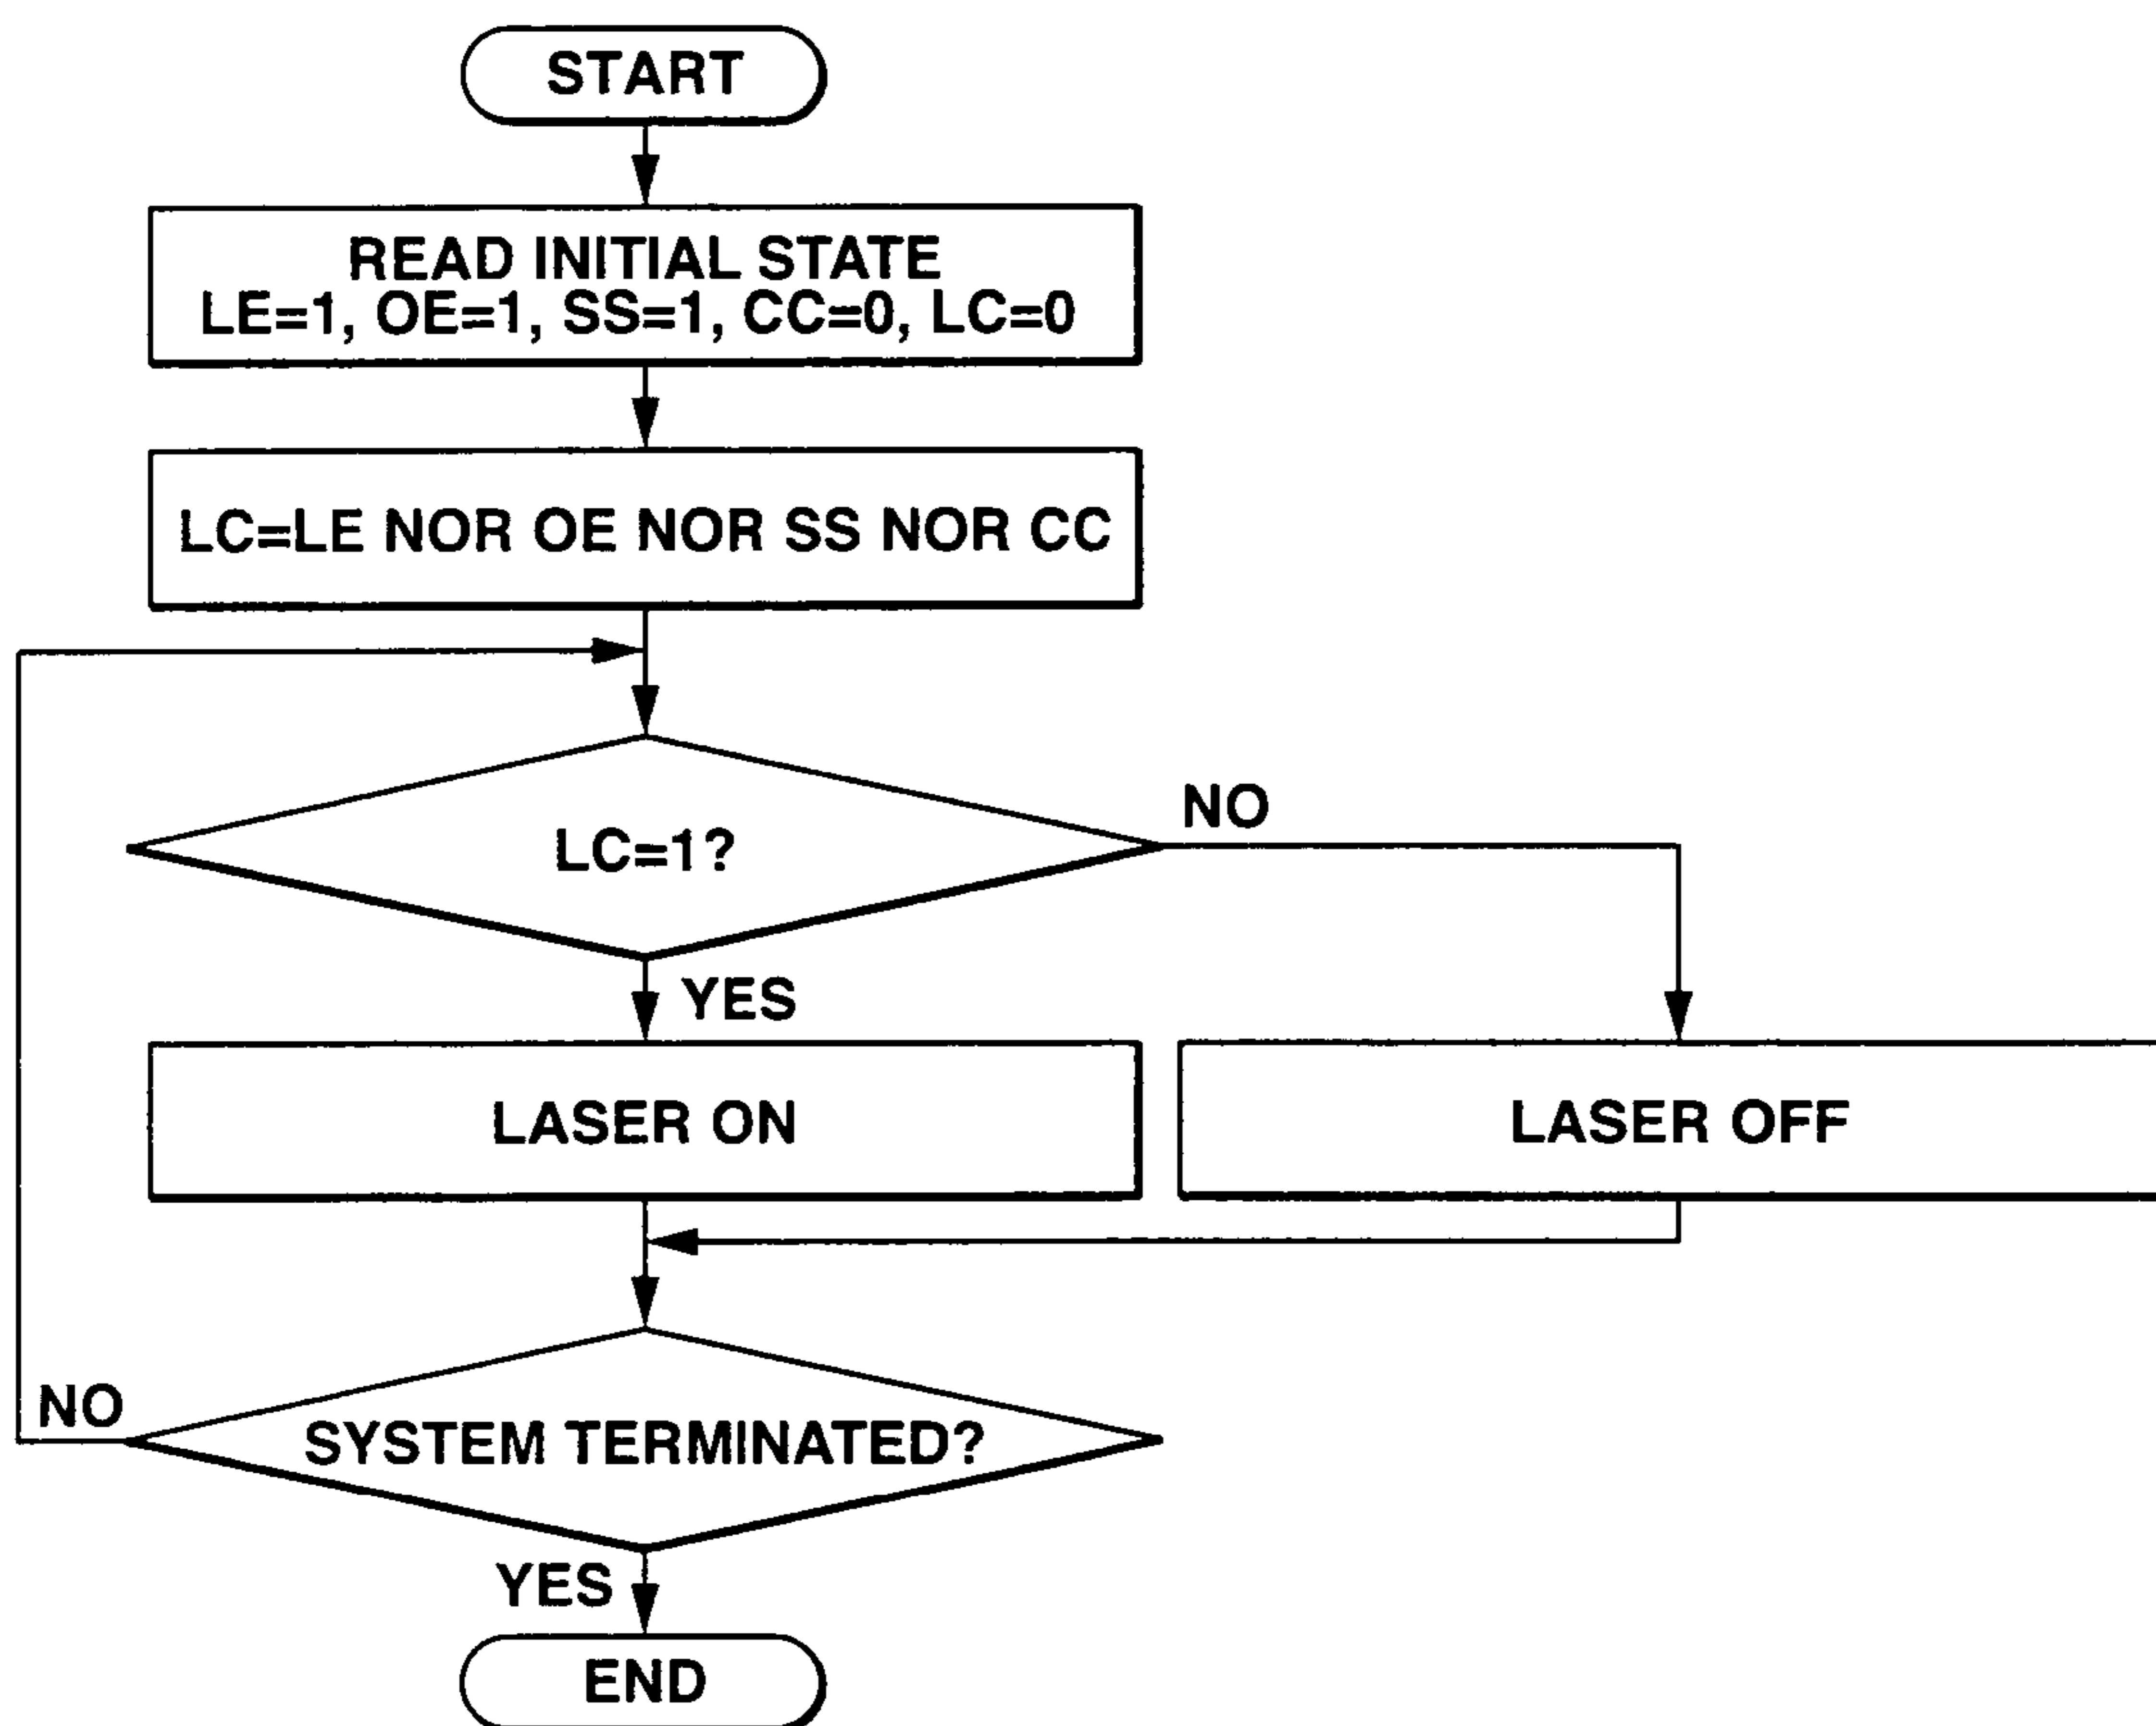 START
READ INITIAL STATE
LE=1, OE=1, SS=1, CC=0, LC=0
LC=LE NOR OE NOR SS NOR CC
LC=1?
NO
YES
LASER ON
LASER OFF
NO
SYSTEM TERMINATED?
YES
END